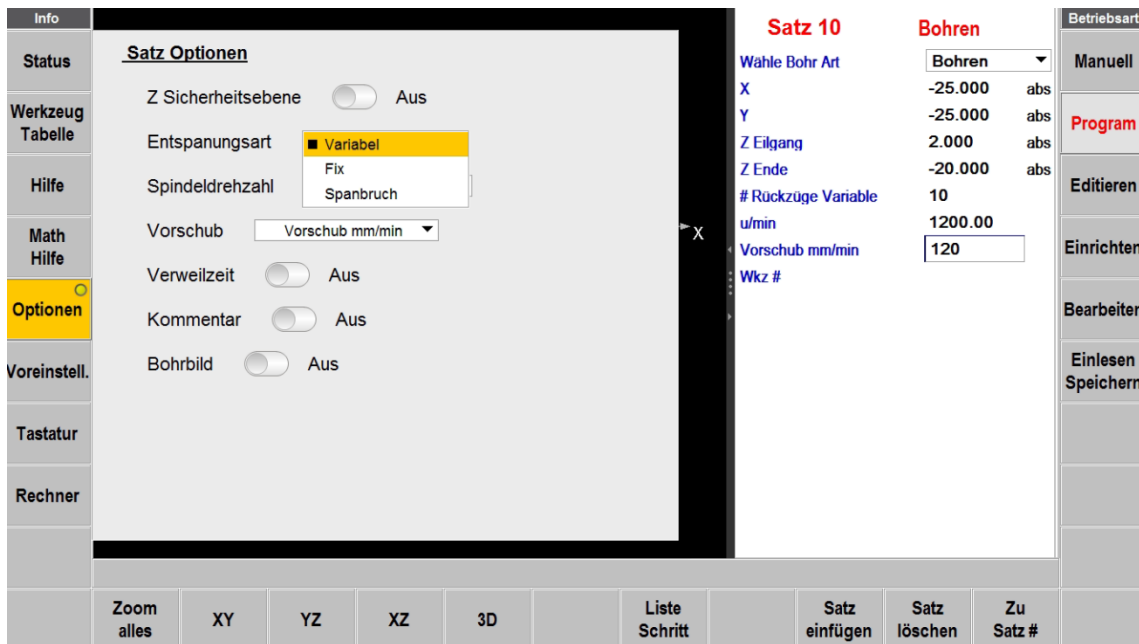 Info
Status
Werkzeug
Tabelle
Hilfe
Math
Hilfe
Optionen
Voreinstell.
Tastatur
Rechner
Satz Optionen
Z Sicherheitsebene Aus
Entspanungsart
Variabel
Fix
Spanbruch
Spindeldrehzahl
Vorschub Vorschub mm/min
Verweilzeit Aus
Kommentar Aus
Bohrbild Aus
X
Satz 10 Bohren
Wähle Bohr Art Bohren
X -25.000 abs
Y -25.000 abs
Z Eilgang 2.000 abs
Z Ende -20.000 abs
# Rückzüge Variable 10
u/min 1200.00
Vorschub mm/min 120
Wkz #
Betriebsart
Manuell
Program
Editieren
Einrichten
Bearbeiten
Einlesen
Speichern
Zoom
alles
XY
YZ
XZ
3D
Liste
Schritt
Satz
einfügen
Satz
löschen
Zu
Satz #